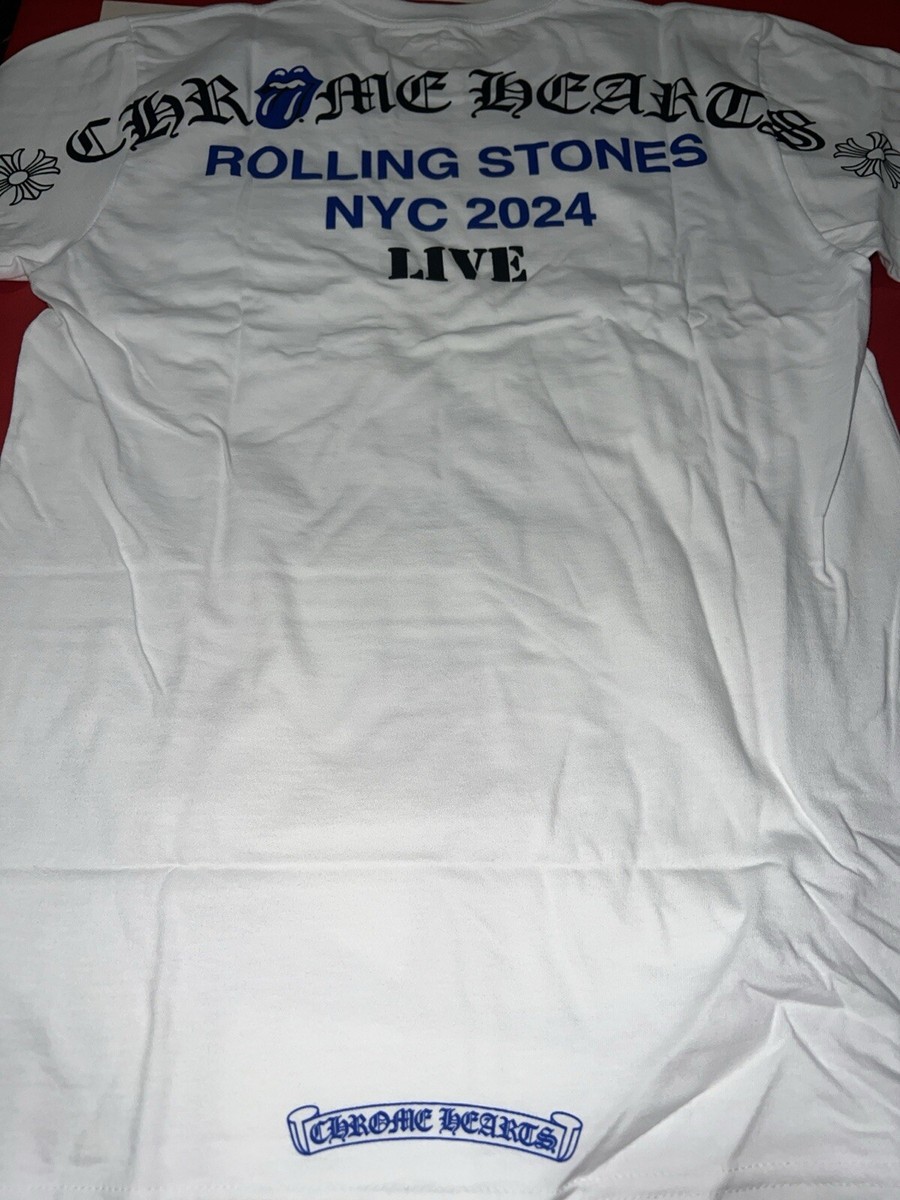 CHROME HEARTS
ROLLING STONES
NYC 2024
LIVE
CHROME HEARTS